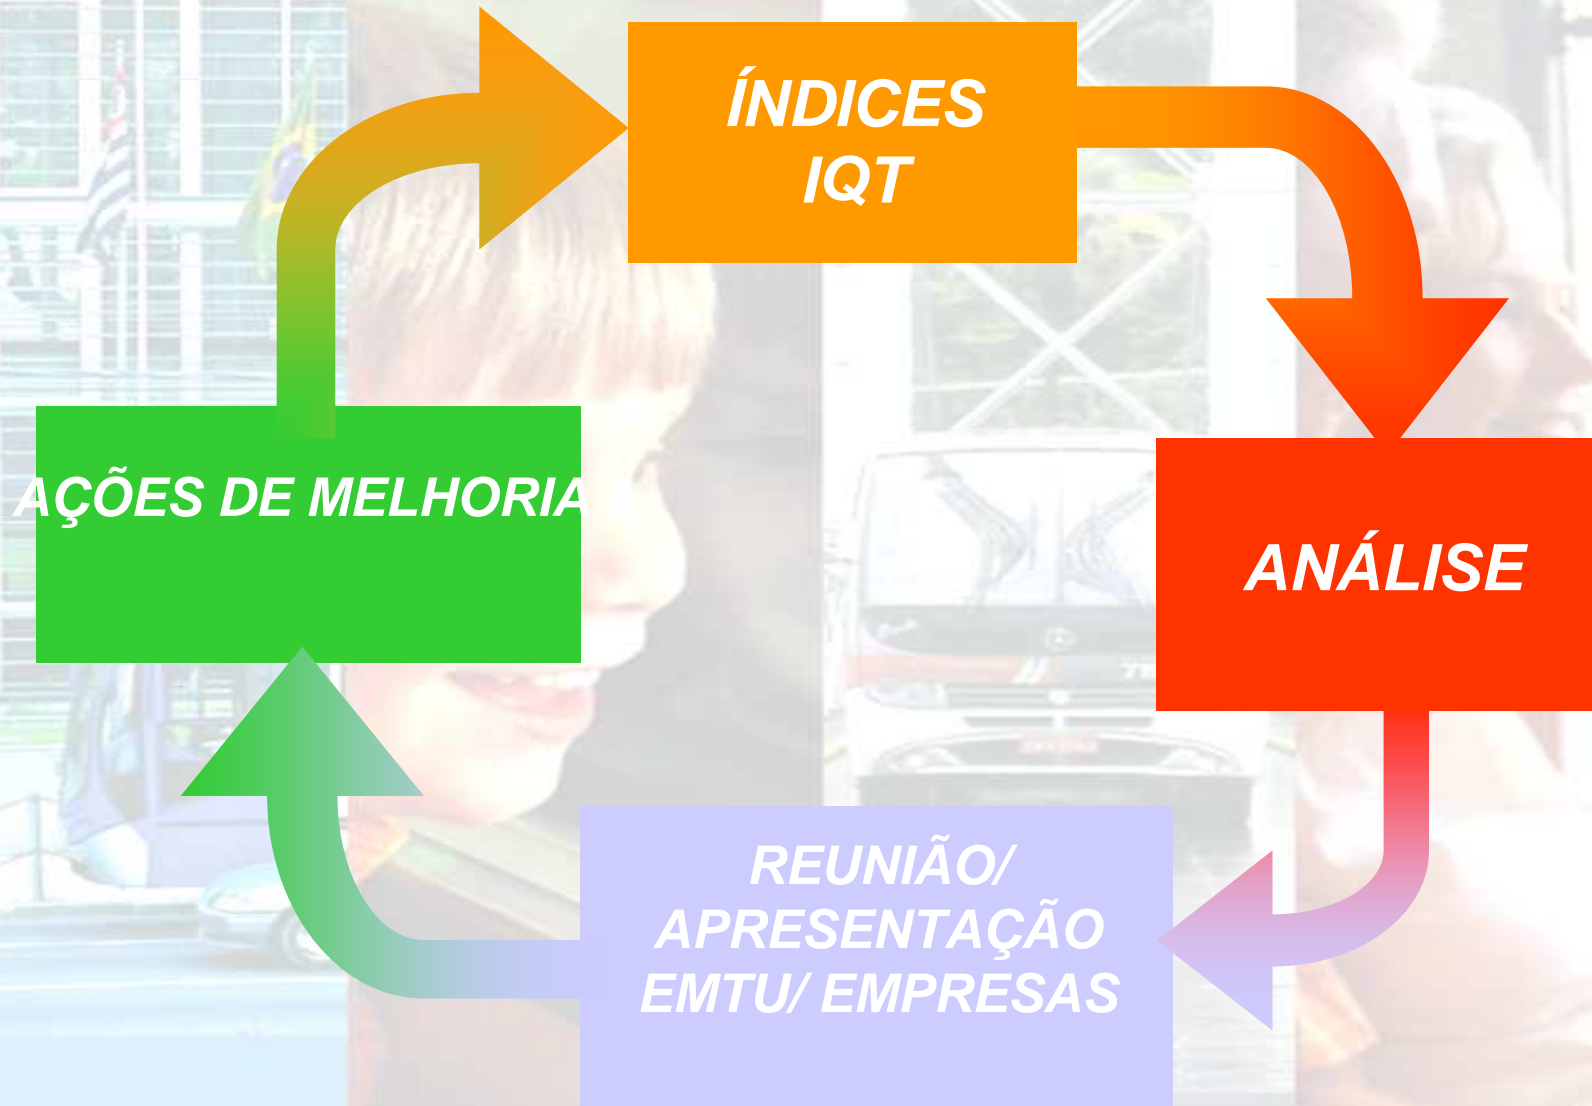 ÍNDICES
IQT
AÇÕES DE MELHORIA
ANÁLISE
REUNIÃO/
APRESENTAÇÃO
EMTU/ EMPRESAS